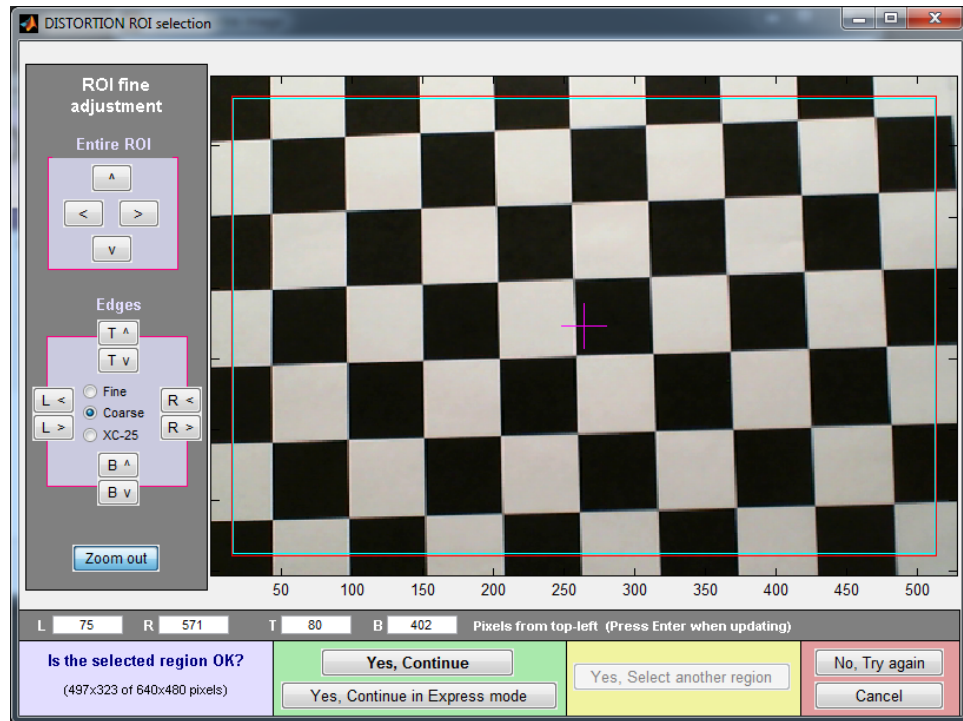 DISTORTION ROI selection
ROI fine
adjustment
Entire ROI
^
< >
v
Edges
T ^
T v
Fine
L < R <
Coarse
L > R >
XC-25
B ^
B v
Zoom out
50 100 150 200 250 300 350 400 450 500
L 75 R 571 T 80 B 402 Pixels from top-left (Press Enter when updating)
Is the selected region OK?
(497x323 of 640x480 pixels)
Yes, Continue
Yes, Continue in Express mode
Yes, Select another region
No, Try again
Cancel